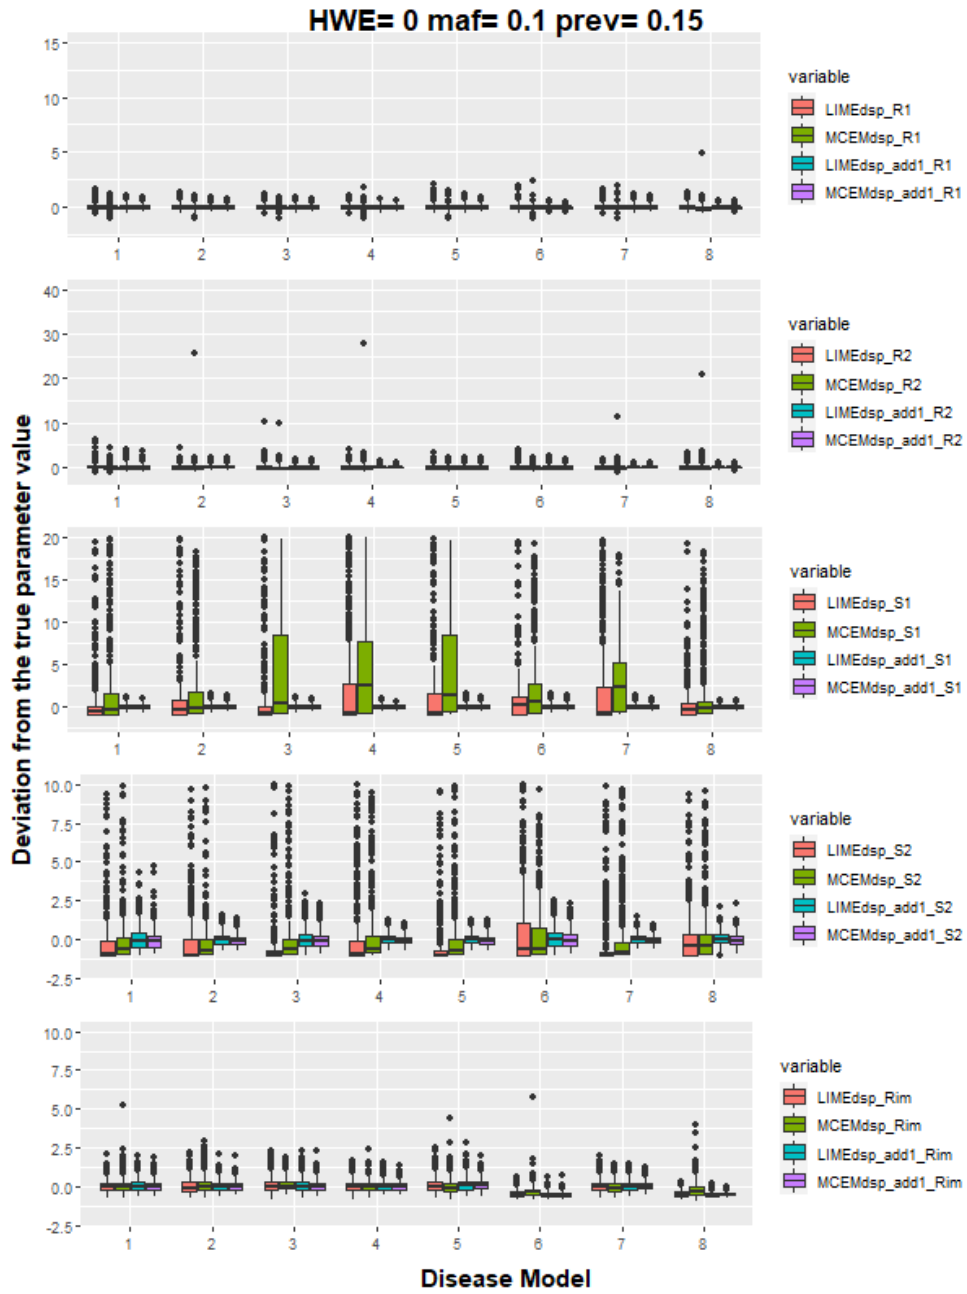 HWE= 0 maf= 0.1 prev= 0.15
Deviation from the true parameter value
15
10
5
0
1 2 3 4 5 6 7 8
variable
LIMEdsp_R1
MCEMdsp_R1
LIMEdsp_add1_R1
MCEMdsp_add1_R1
40
30
20
10
0
1 2 3 4 5 6 7 8
variable
LIMEdsp_R2
MCEMdsp_R2
LIMEdsp_add1_R2
MCEMdsp_add1_R2
20
15
10
5
0
1 2 3 4 5 6 7 8
variable
LIMEdsp_S1
MCEMdsp_S1
LIMEdsp_add1_S1
MCEMdsp_add1_S1
10.0
7.5
5.0
2.5
0.0
-2.5
1 2 3 4 5 6 7 8
variable
LIMEdsp_S2
MCEMdsp_S2
LIMEdsp_add1_S2
MCEMdsp_add1_S2
10.0
7.5
5.0
2.5
0.0
-2.5
1 2 3 4 5 6 7 8
variable
LIMEdsp_Rim
MCEMdsp_Rim
LIMEdsp_add1_Rim
MCEMdsp_add1_Rim
Disease Model